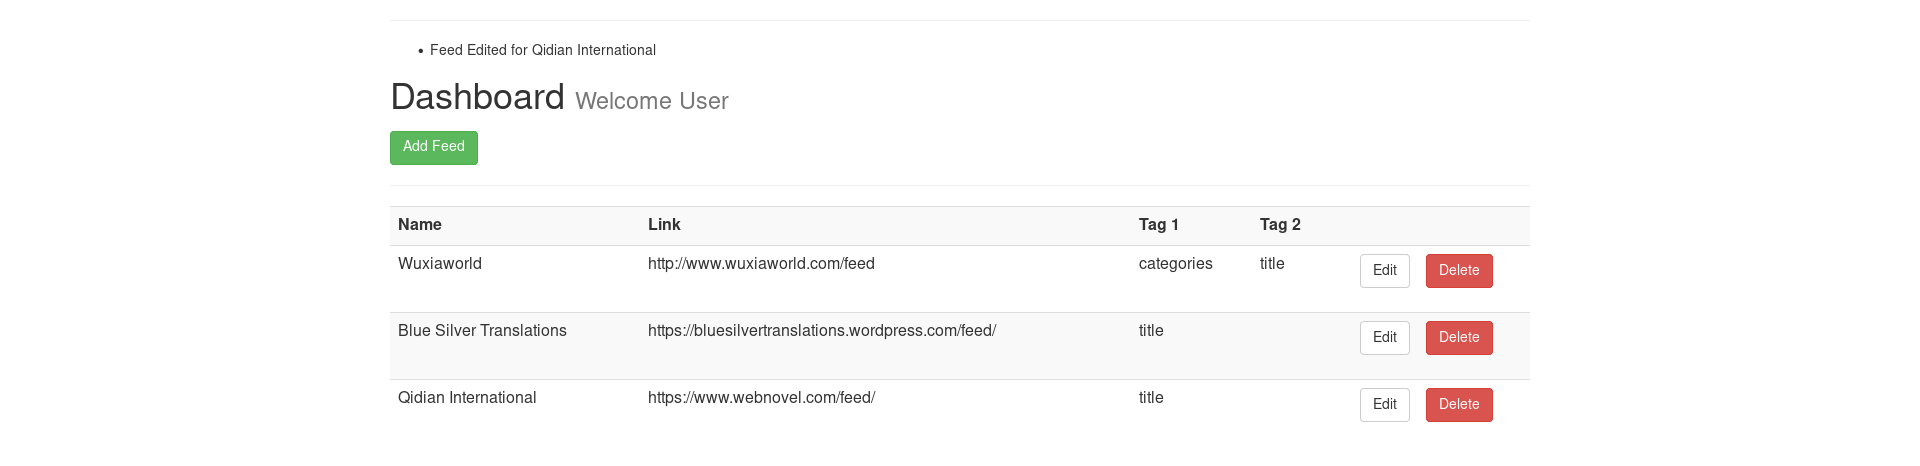 • Feed Edited for Qidian International
Dashboard Welcome User
Add Feed
Name Link Tag 1 Tag 2
Wuxiaworld http://www.wuxiaworld.com/feed categories title Edit Delete
Blue Silver Translations https://bluesilvertranslations.wordpress.com/feed/ title Edit Delete
Qidian International https://www.webnovel.com/feed/ title Edit Delete